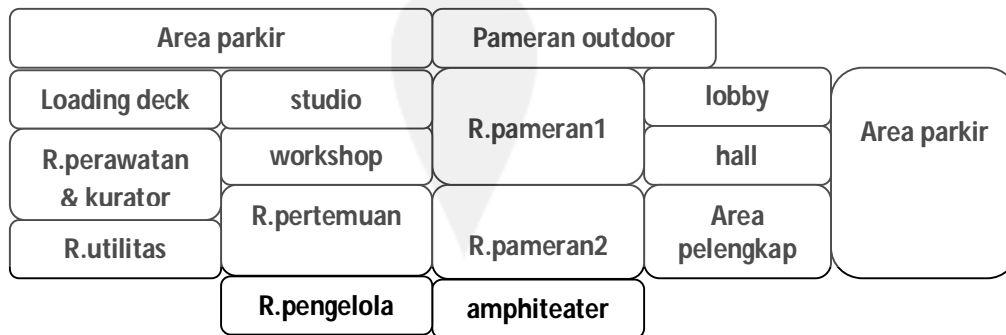 Area parkir
Pameran outdoor
Loading deck
studio
R.pameran1
lobby
Area parkir
R.perawatan
& kurator
workshop
hall
R.pertemuan
R.pameran2
Area
pelengkap
R.utilitas
R.pengelola
amphiteater